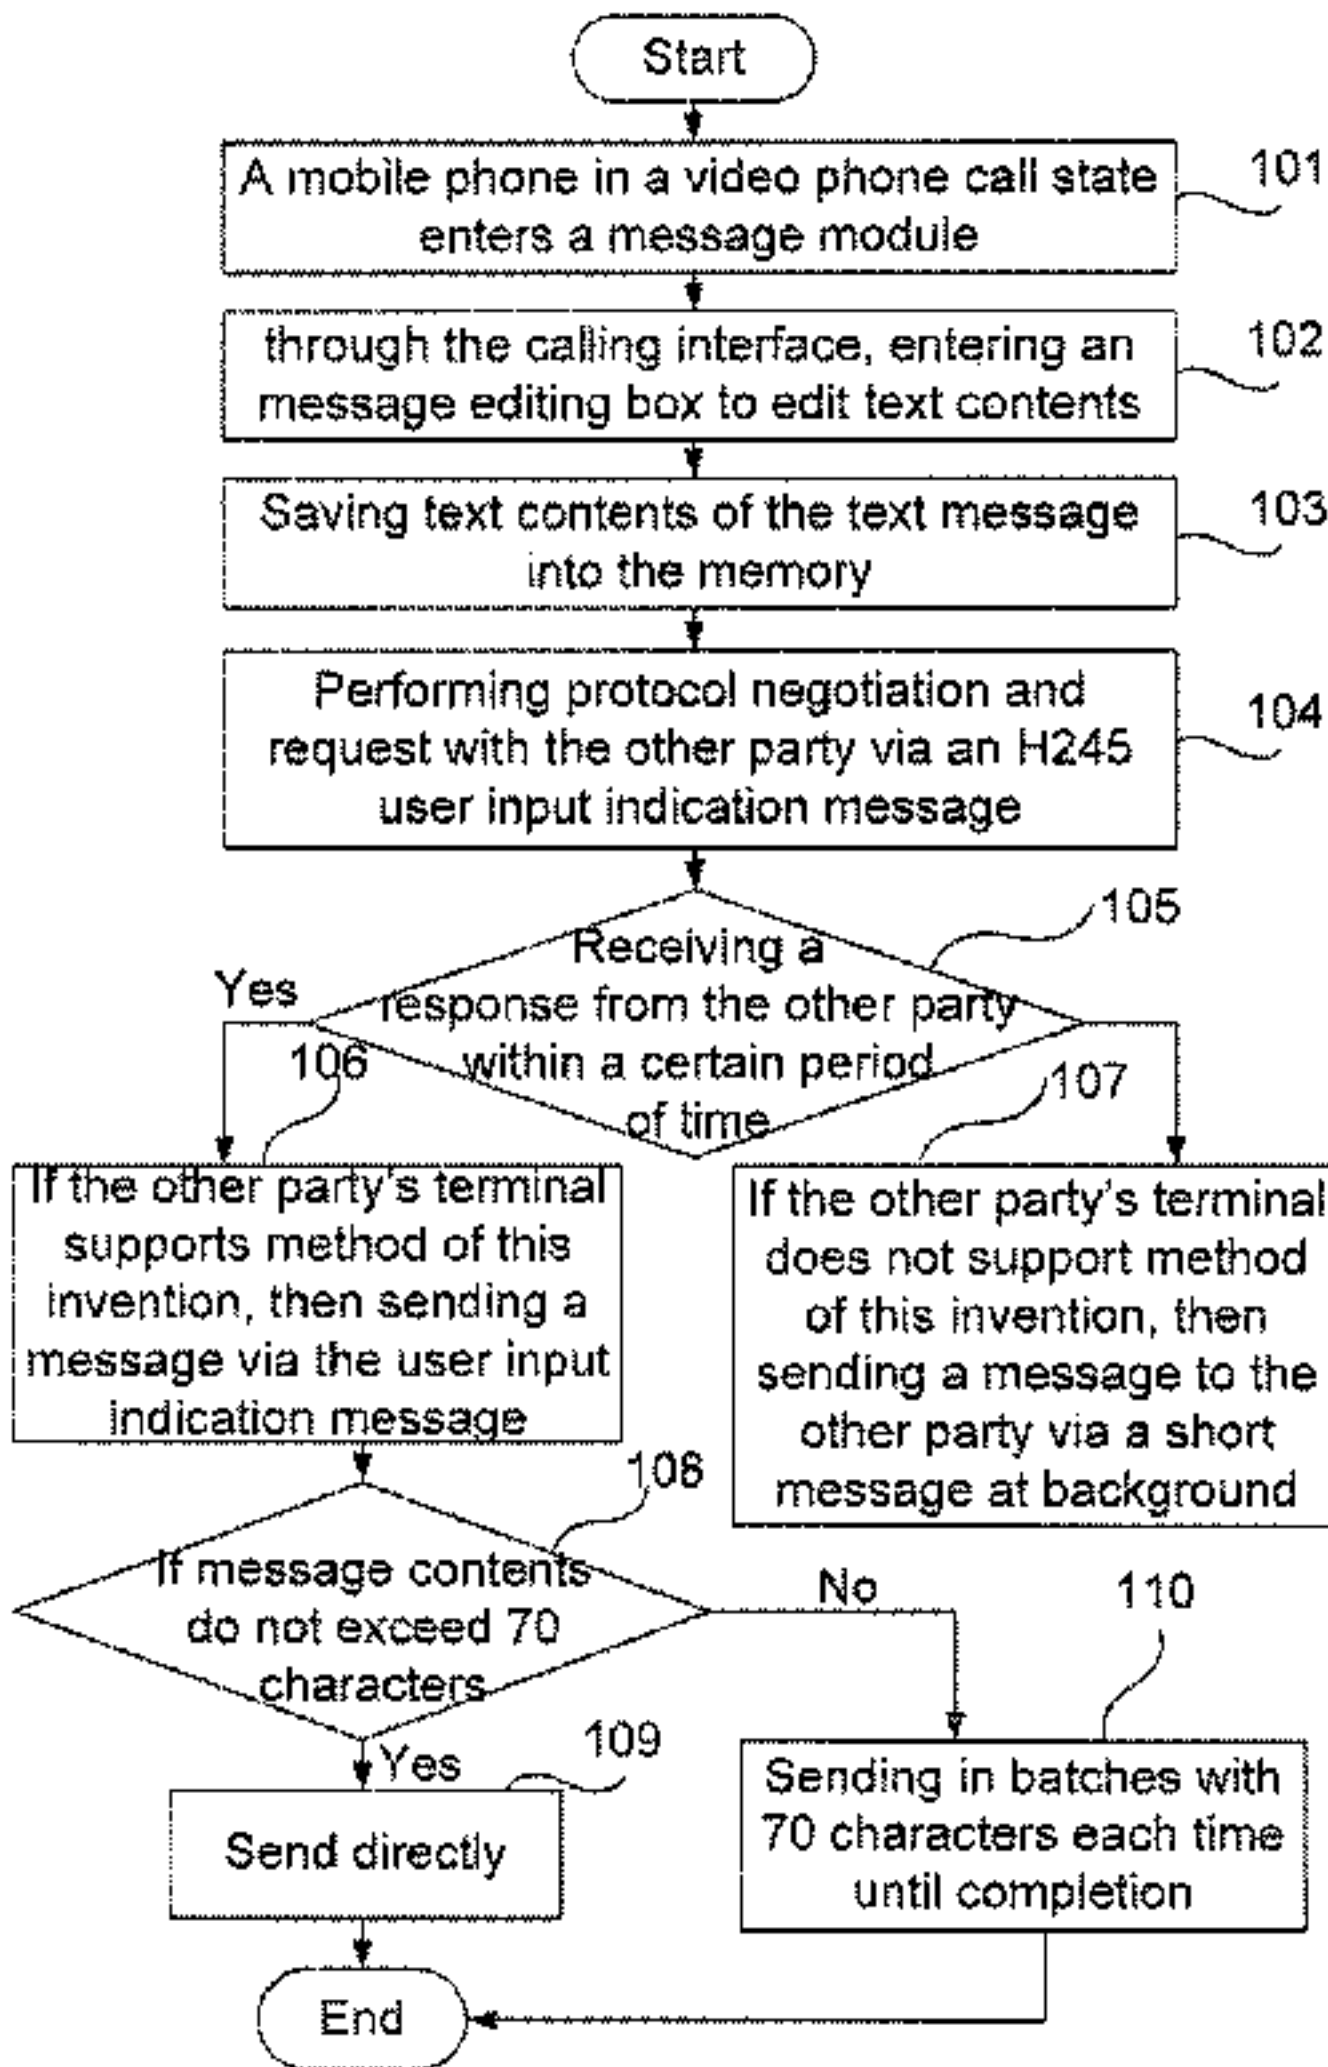 Start
A mobile phone in a video phone call state
enters a message module
101
through the calling interface, entering an
message editing box to edit text contents
102
Saving text contents of the text message
into the memory
103
Performing protocol negotiation and
request with the other party via an H245
user input indication message
104
105
Receiving a
response from the other party
within a certain period
of time
Yes
106
107
If the other party's terminal
supports method of this
invention, then sending a
message via the user input
indication message
If the other party's terminal
does not support method
of this invention, then
sending a message to the
other party via a short
message at background
108
If message contents
do not exceed 70
characters
No
110
Yes
109
Send directly
Sending in batches with
70 characters each time
until completion
End